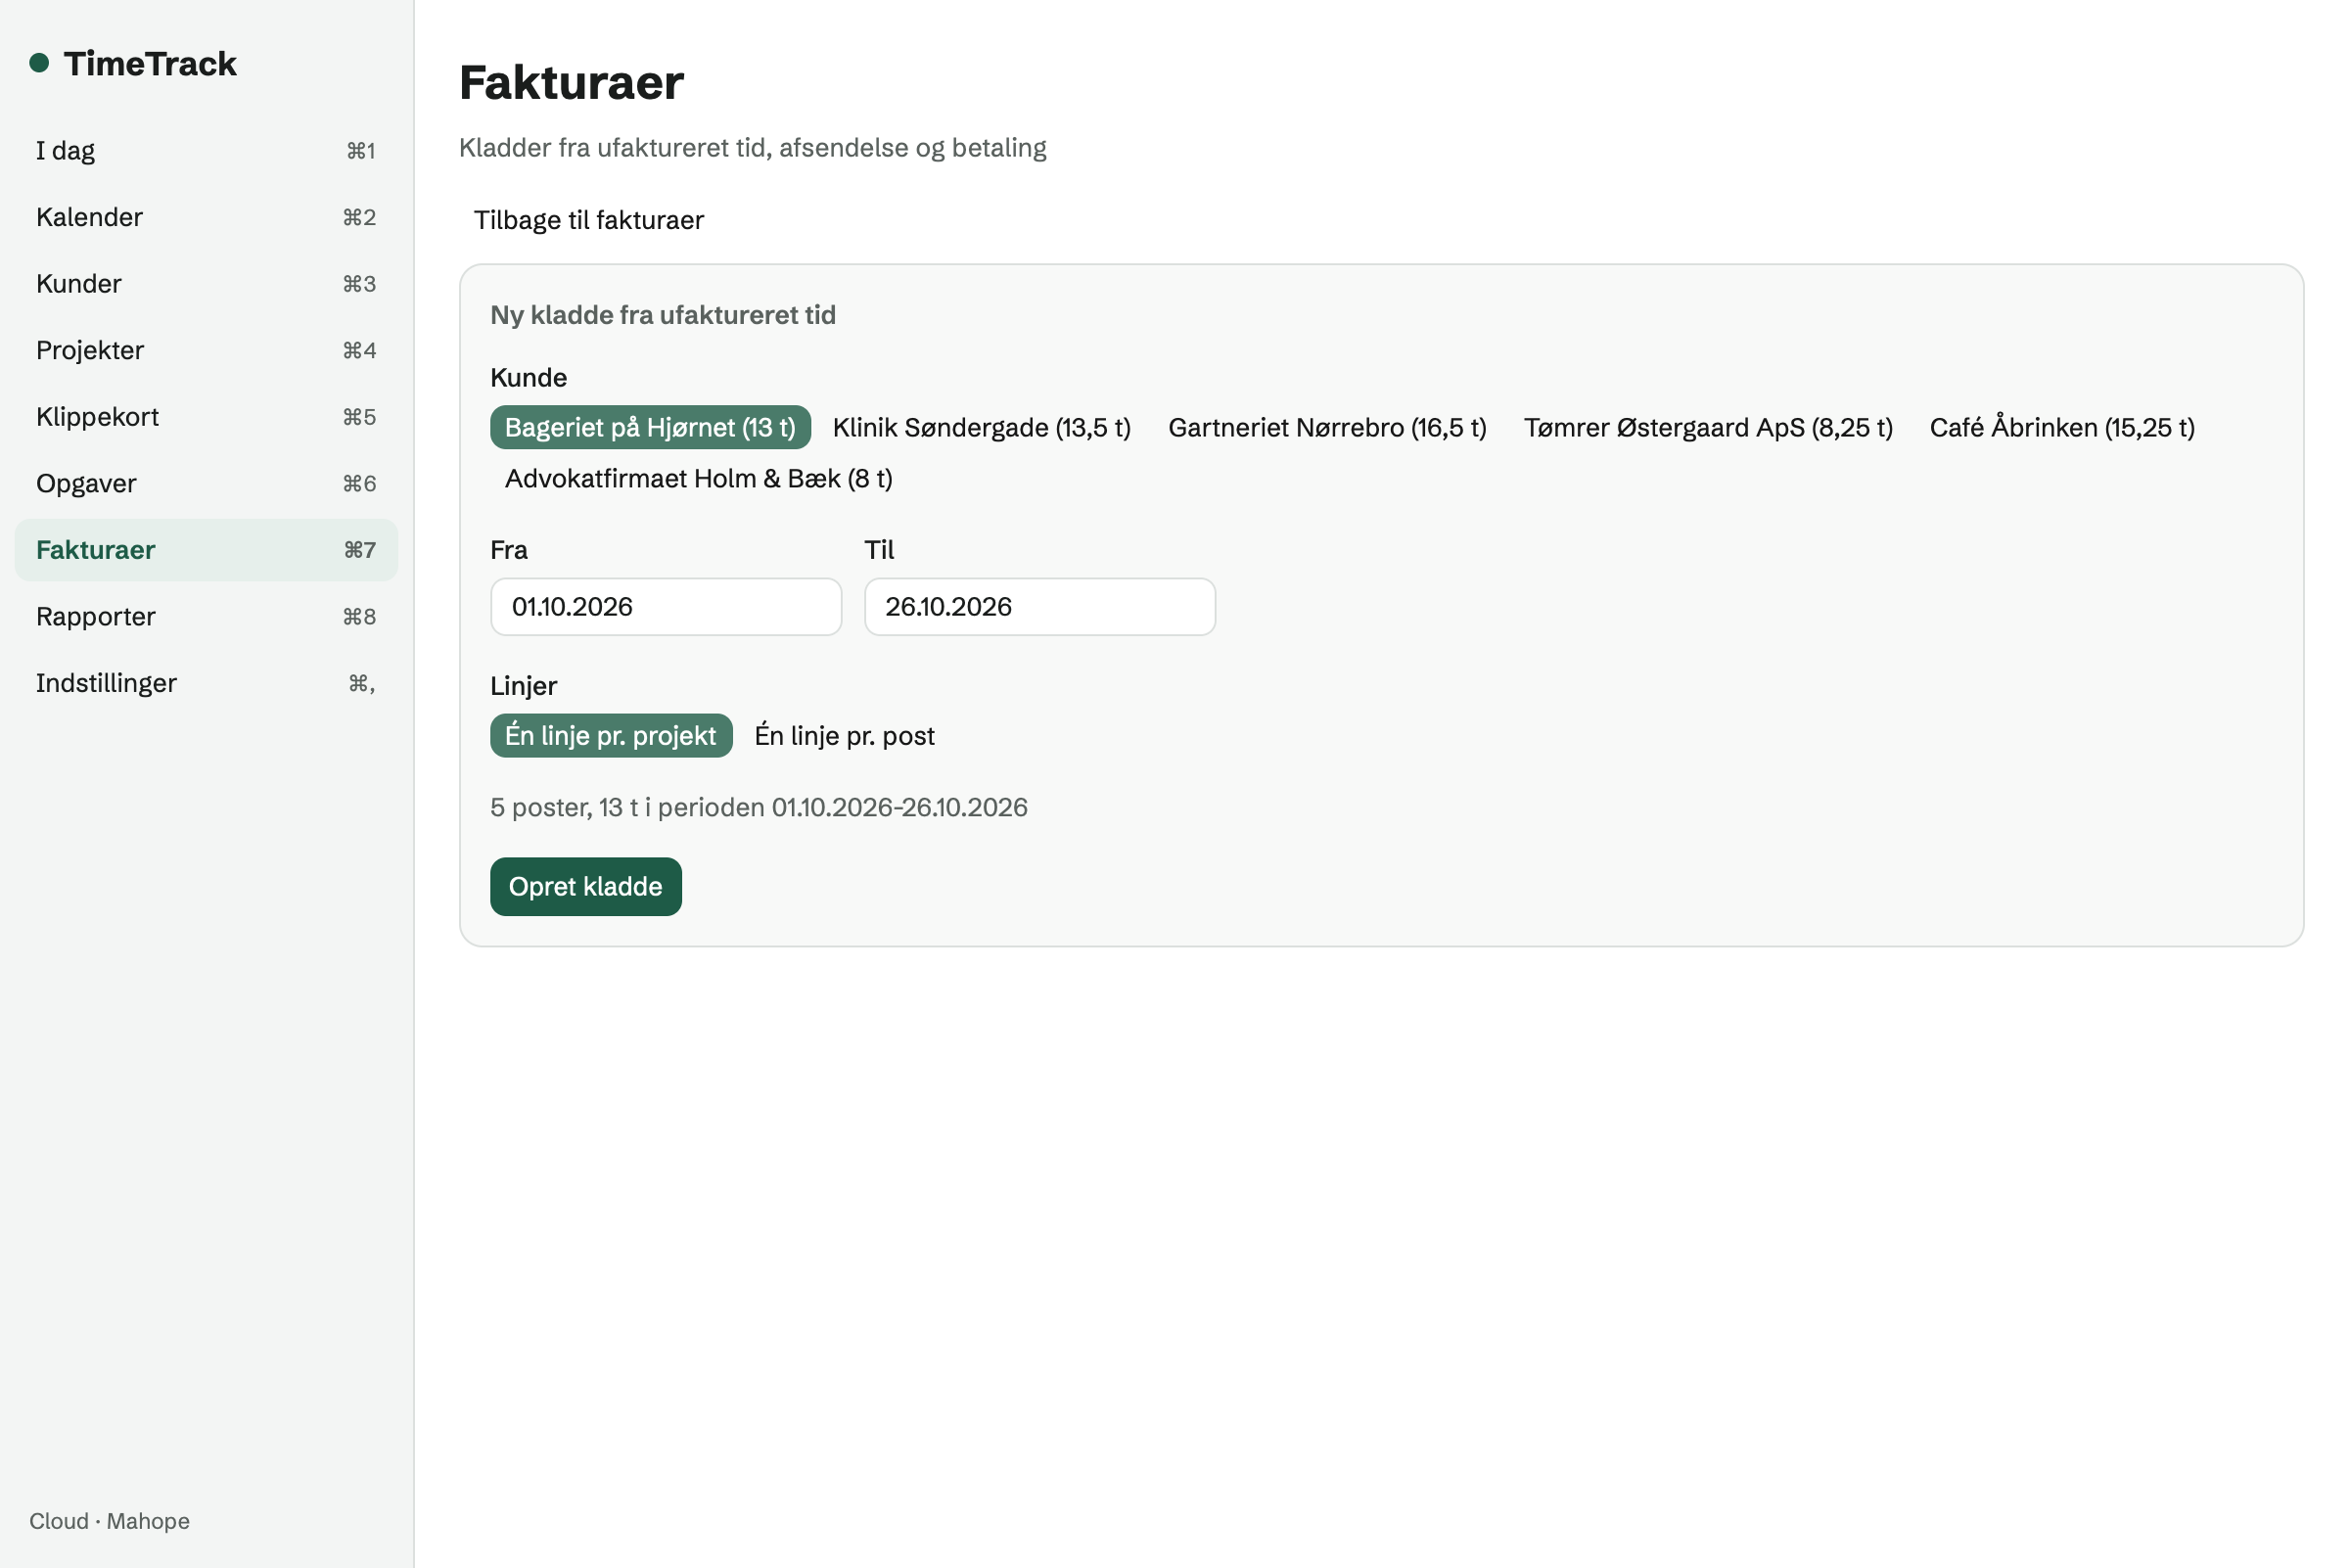 TimeTrack
I dag ⌘1
Kalender ⌘2
Kunder ⌘3
Projekter ⌘4
Klippekort ⌘5
Opgaver ⌘6
Fakturaer ⌘7
Rapporter ⌘8
Indstillinger ⌘,
Cloud · Mahope
Fakturaer
Kladder fra ufaktureret tid, afsendelse og betaling
Tilbage til fakturaer
Ny kladde fra ufaktureret tid
Kunde
Bageriet på Hjørnet (13 t) Klinik Søndergade (13,5 t) Gartneriet Nørrebro (16,5 t) Tømrer Østergaard ApS (8,25 t) Café Åbrinken (15,25 t)
Advokatfirmaet Holm & Bæk (8 t)
Fra Til
01.10.2026 26.10.2026
Linjer
Én linje pr. projekt Én linje pr. post
5 poster, 13 t i perioden 01.10.2026-26.10.2026
Opret kladde